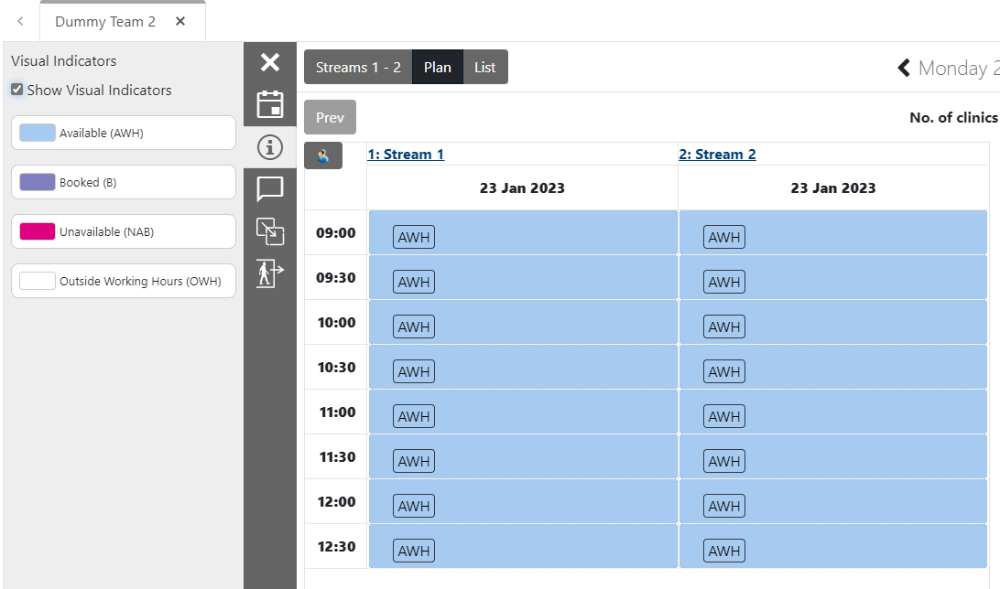 Dummy Team 2
Visual Indicators
Show Visual Indicators
Available (AWH)
Booked (B)
Unavailable (NAB)
Outside Working Hours (OWH)
Streams 1 - 2 Plan List
Monday 2
Prev
No. of clinics
1: Stream 1 2: Stream 2
23 Jan 2023 23 Jan 2023
09:00 AWH AWH
09:30 AWH AWH
10:00 AWH AWH
10:30 AWH AWH
11:00 AWH AWH
11:30 AWH AWH
12:00 AWH AWH
12:30 AWH AWH